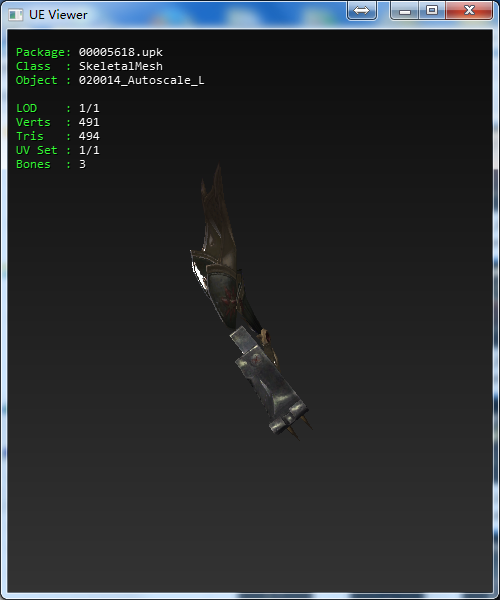 UE Viewer
Package: 00005618.upk
Class : SkeletalMesh
Object : 020014_Autoscale_L
LOD : 1/1
Verts : 491
Tris : 494
UV Set : 1/1
Bones : 3